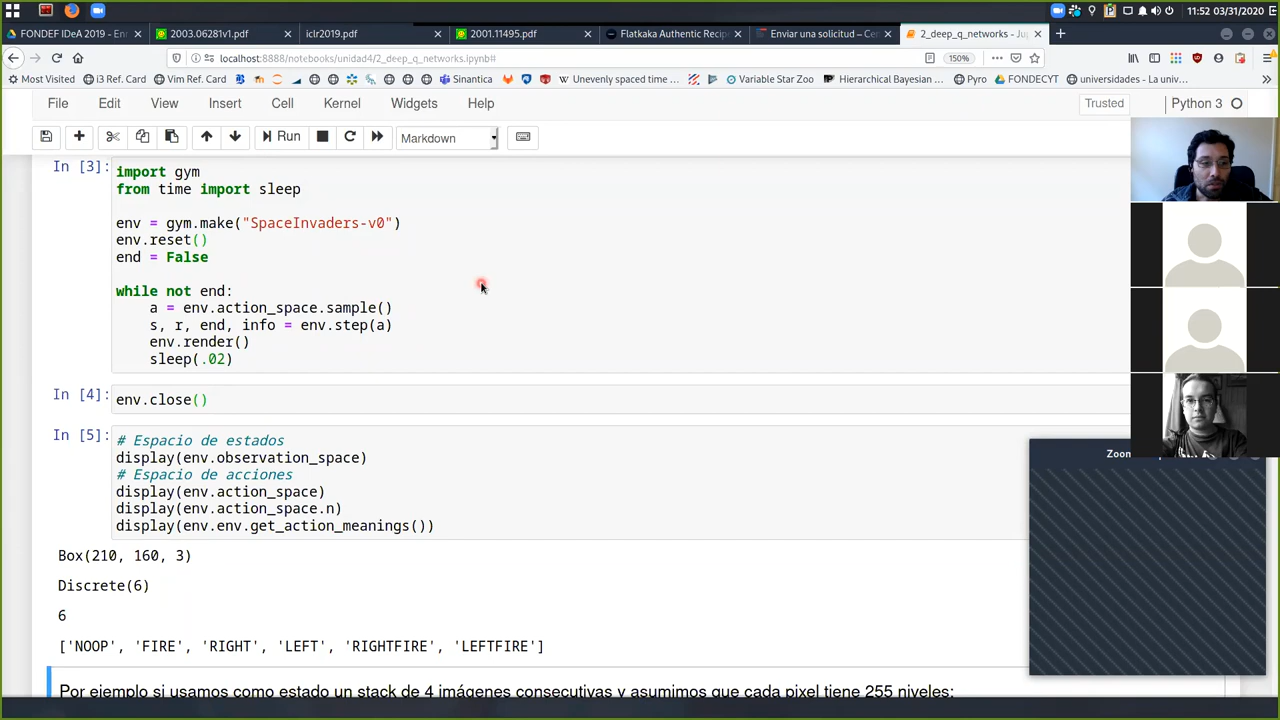 11:52 03/31/2020
FONDEF IDeA 2019 - En
2003.06281v1.pdf
iclr2019.pdf
2001.11495.pdf
Flatkaka Authentic Recip
Enviar una solicitud – Cen
2_deep_q_networks - Ju
localhost:8888/notebooks/unidad4/2_deep_q_networks.ipynb#
150%
Most Visited
i3 Ref. Card
Vim Ref. Card
Sinantica
Unevenly spaced time ...
Variable Star Zoo
Hierarchical Bayesian ...
Pyro
FONDECYT
universidades - La univ...
File Edit View Insert Cell Kernel Widgets Help
Trusted
Python 3
Run
Markdown
In [3]:
import gym
from time import sleep
env = gym.make("SpaceInvaders-v0")
env.reset()
end = False
while not end:
a = env.action_space.sample()
s, r, end, info = env.step(a)
env.render()
sleep(.02)
In [4]:
env.close()
In [5]:
# Espacio de estados
display(env.observation_space)
# Espacio de acciones
display(env.action_space)
display(env.action_space.n)
display(env.env.get_action_meanings())
Box(210, 160, 3)
Discrete(6)
6
['NOOP', 'FIRE', 'RIGHT', 'LEFT', 'RIGHTFIRE', 'LEFTFIRE']
Zoom
Por ejemplo si usamos como estado un stack de 4 imágenes consecutivas y asumimos que cada pixel tiene 255 niveles: